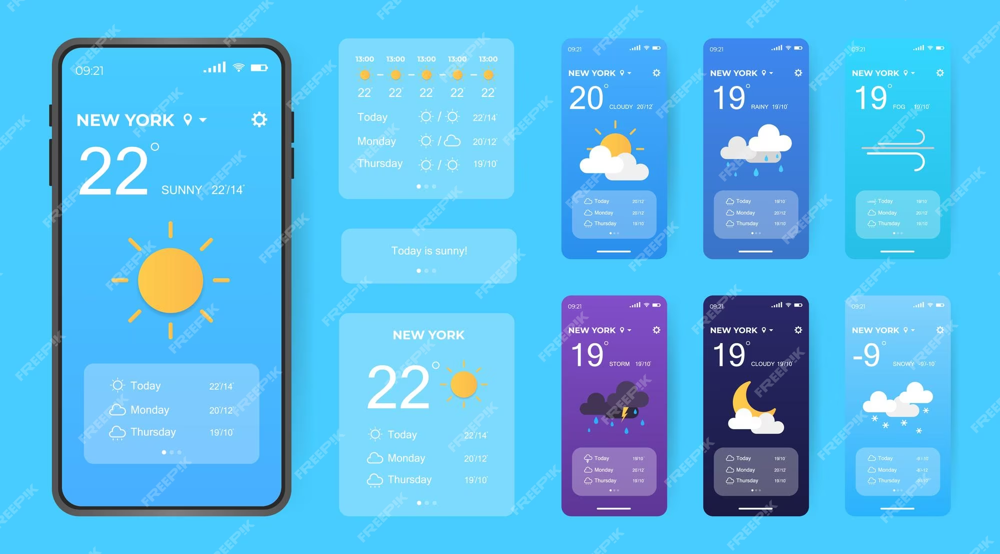 09:21
NEW YORK
22°
SUNNY 22°/14°
Today 22°/14°
Monday 20°/12°
Thursday 19°/10°
13:00 13:00 13:00 13:00 13:00
22° 22° 22° 22° 22°
Today / 22°/14°
Monday / 20°/12°
Thursday / 19°/10°
Today is sunny!
NEW YORK
22°
Today 22°/14°
Monday 20°/12°
Thursday 19°/10°
09:21
NEW YORK
20°
CLOUDY 20°/12°
Today 20°/12°
Monday 20°/12°
Thursday 19°/10°
09:21
NEW YORK
19°
RAINY 19°/10°
Today 19°/10°
Monday 20°/12°
Thursday 19°/10°
09:21
NEW YORK
19°
FOG 19°/10°
Today 19°/10°
Monday 20°/12°
Thursday 19°/10°
09:21
NEW YORK
19°
STORM 19°/10°
Today 19°/10°
Monday 20°/12°
Thursday 19°/10°
09:21
NEW YORK
19°
CLOUDY 19°/10°
Today 19°/10°
Monday 20°/12°
Thursday 19°/10°
09:21
NEW YORK
-9°
SNOWY -9°/-10°
Today -9°/-10°
Monday -8°/-12
Thursday -9°/-10°
FREEPIK